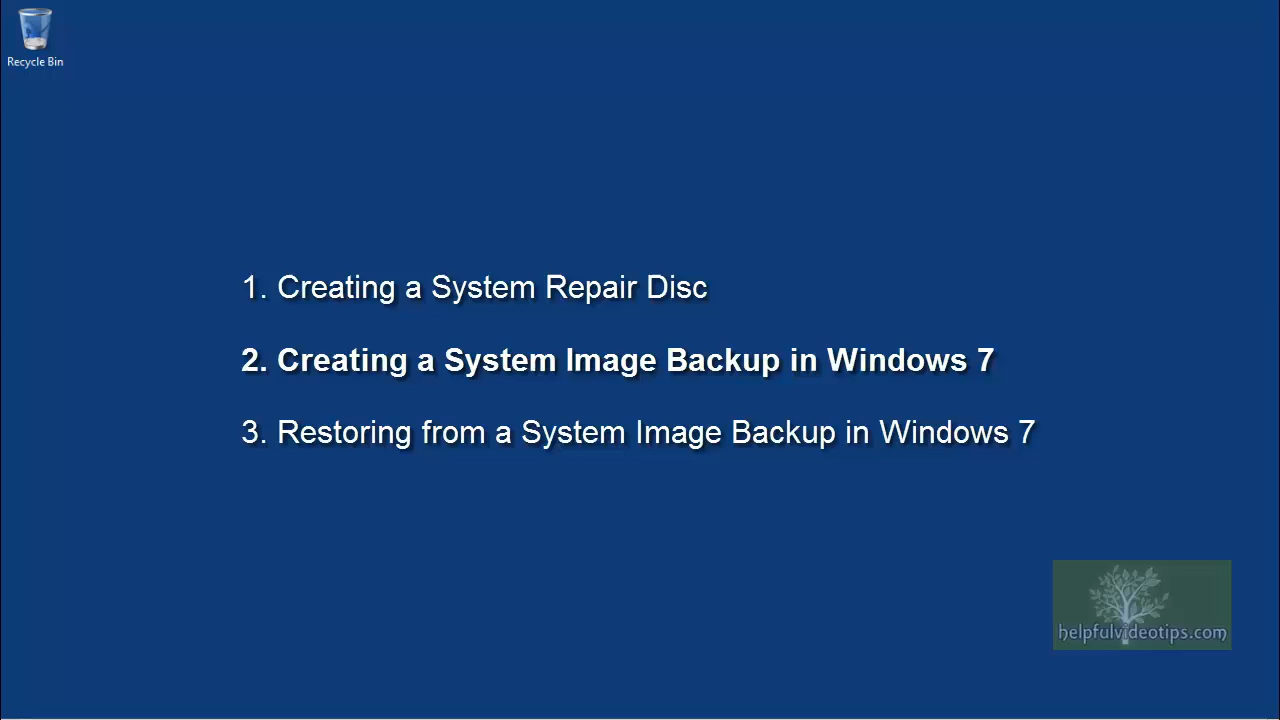 Recycle Bin
1. Creating a System Repair Disc
2. Creating a System Image Backup in Windows 7
3. Restoring from a System Image Backup in Windows 7
helpfulvideotips.com